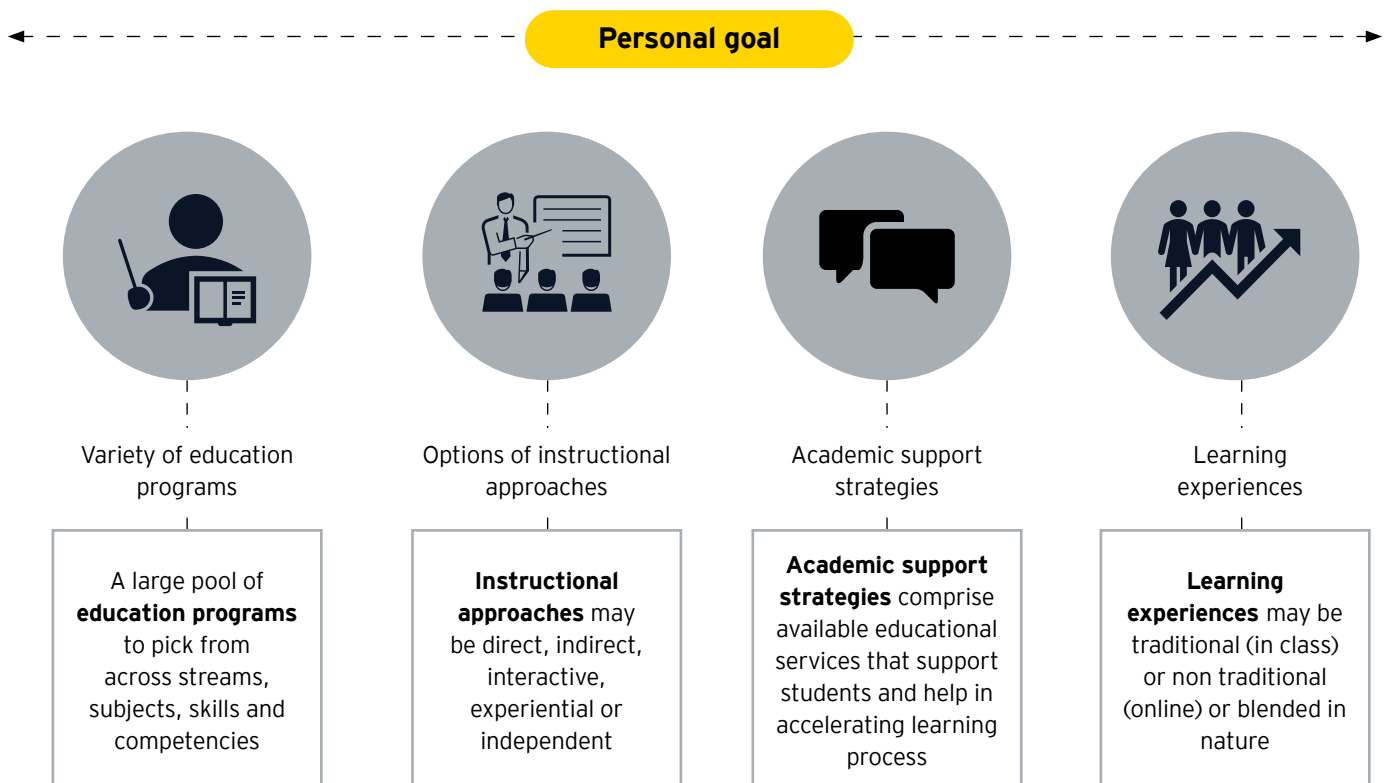 Personal goal
Variety of education
programs
Options of instructional
approaches
Academic support
strategies
Learning
experiences
A large pool of
education programs
to pick from
across streams,
subjects, skills and
competencies
Instructional
approaches may
be direct, indirect,
interactive,
experiential or
independent
Academic support
strategies comprise
available educational
services that support
students and help in
accelerating learning
process
Learning
experiences may be
traditional (in class)
or non traditional
(online) or blended in
nature